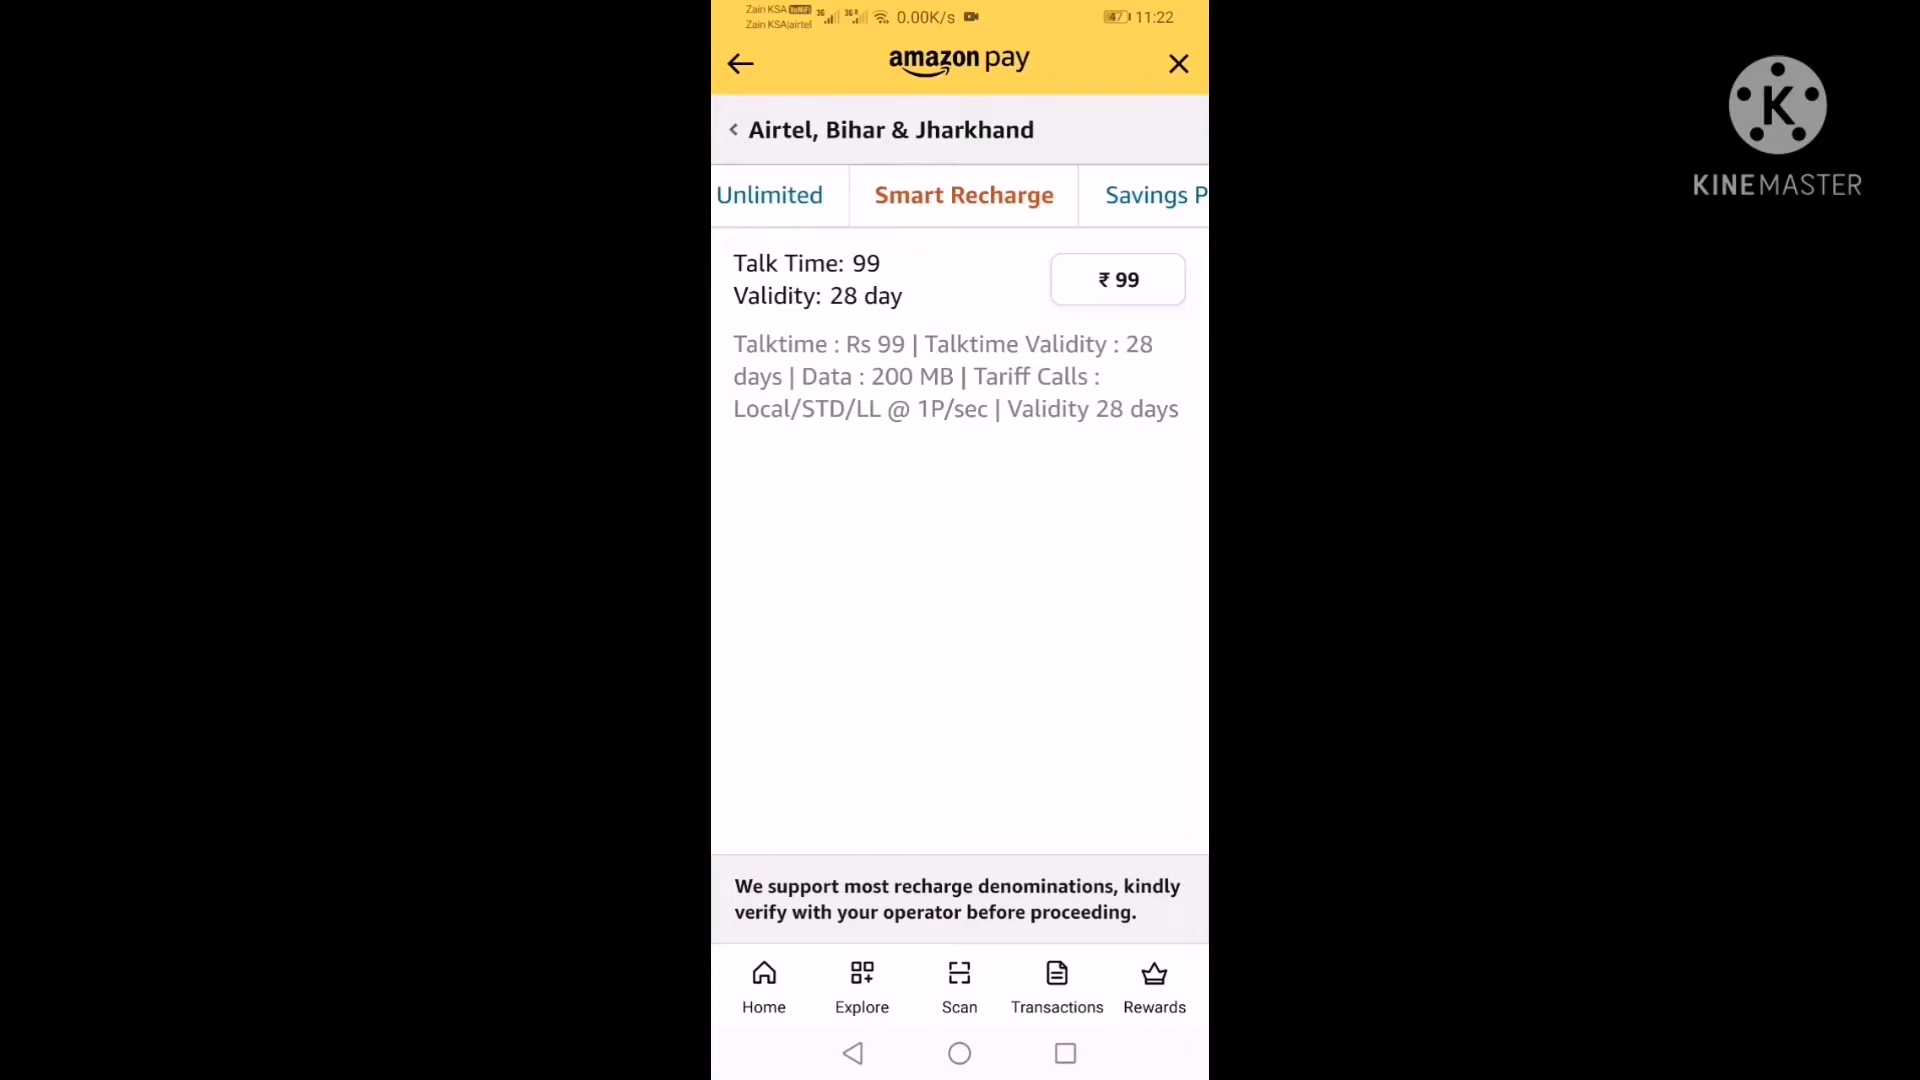 Zain KSA VoWiFi
Zain KSA|airtel
3G 3G 0.00K/s 47 11:22
amazon pay
Airtel, Bihar & Jharkhand
Unlimited Smart Recharge Savings P
Talk Time: 99
Validity: 28 day
₹ 99
Talktime : Rs 99 | Talktime Validity : 28
days | Data : 200 MB | Tariff Calls :
Local/STD/LL @ 1P/sec | Validity 28 days
We support most recharge denominations, kindly
verify with your operator before proceeding.
Home Explore Scan Transactions Rewards
K
KINEMASTER